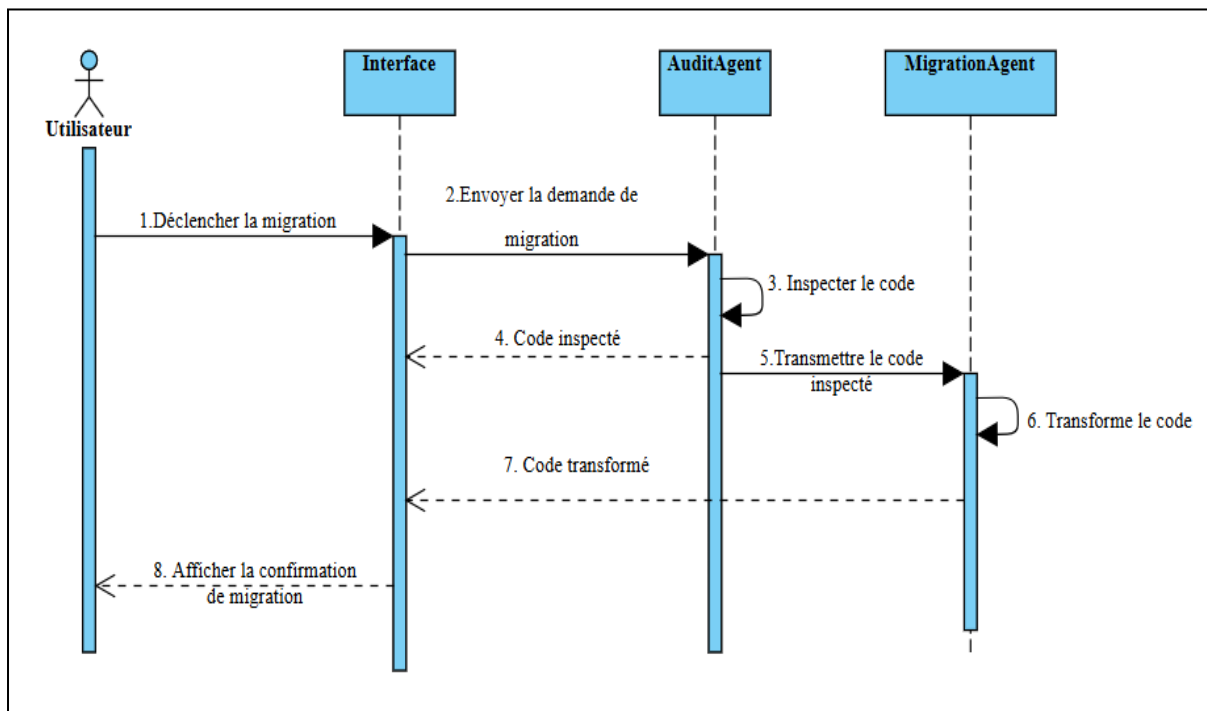 Interface
AuditAgent
MigrationAgent
Utilisateur
1.Déclencher la migration
2.Envoyer la demande de
migration
3. Inspecter le code
4. Code inspecté
5.Transmettre le code
inspecté
6. Transforme le code
7. Code transformé
8. Afficher la confirmation
de migration